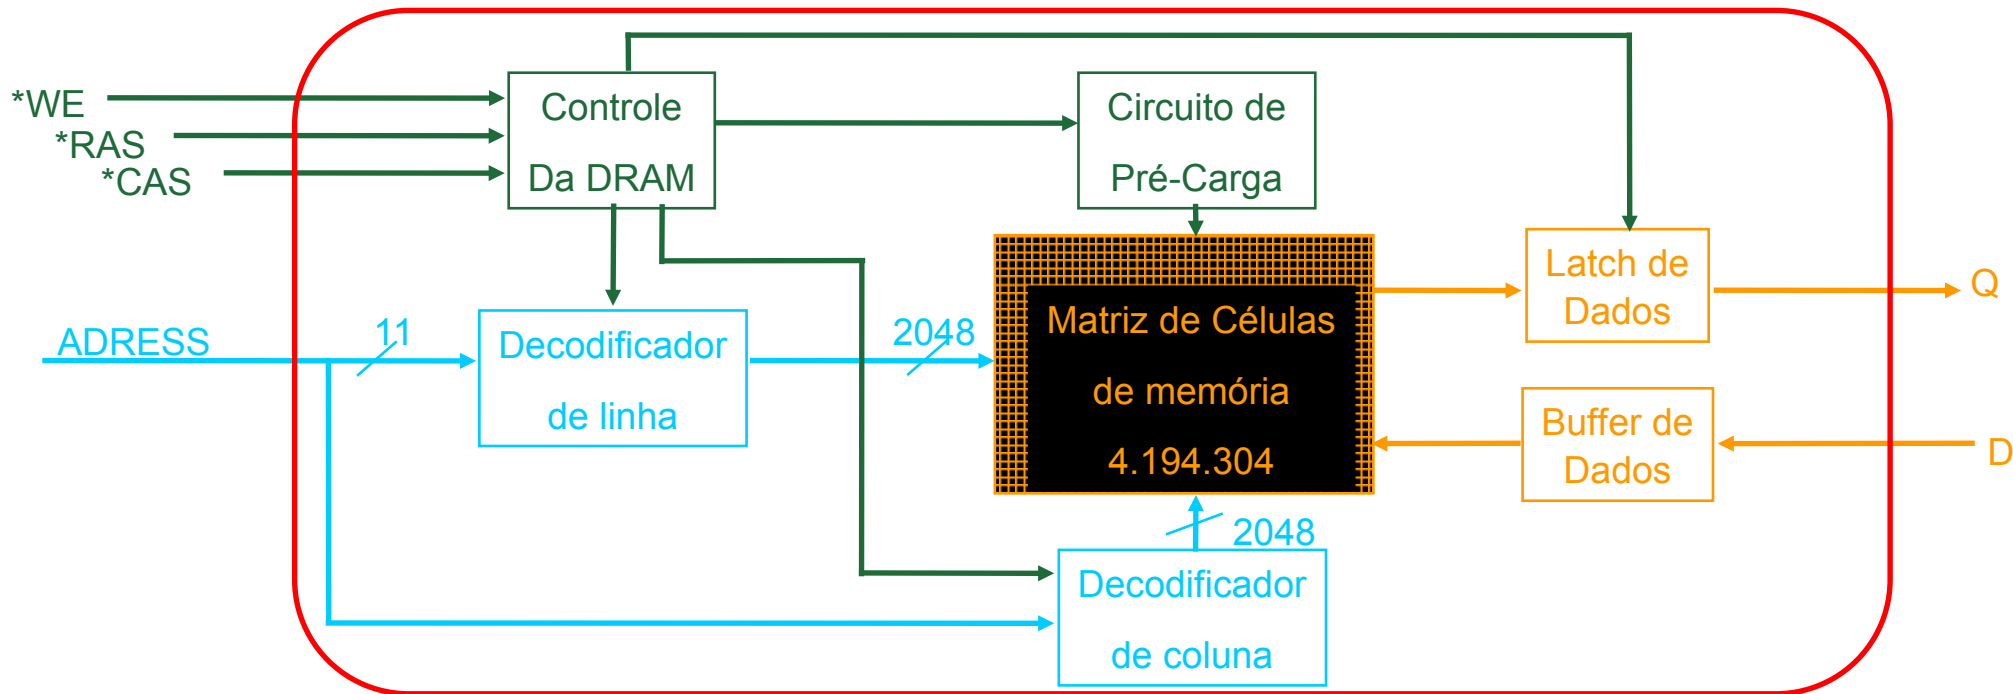 *WE
*RAS
*CAS
Controle
Da DRAM
Circuito de
Pré-Carga
ADRESS
11
Decodificador
de linha
2048
Matriz de Células
de memória
4.194.304
Latch de
Dados
Q
Buffer de
Dados
D
2048
Decodificador
de coluna